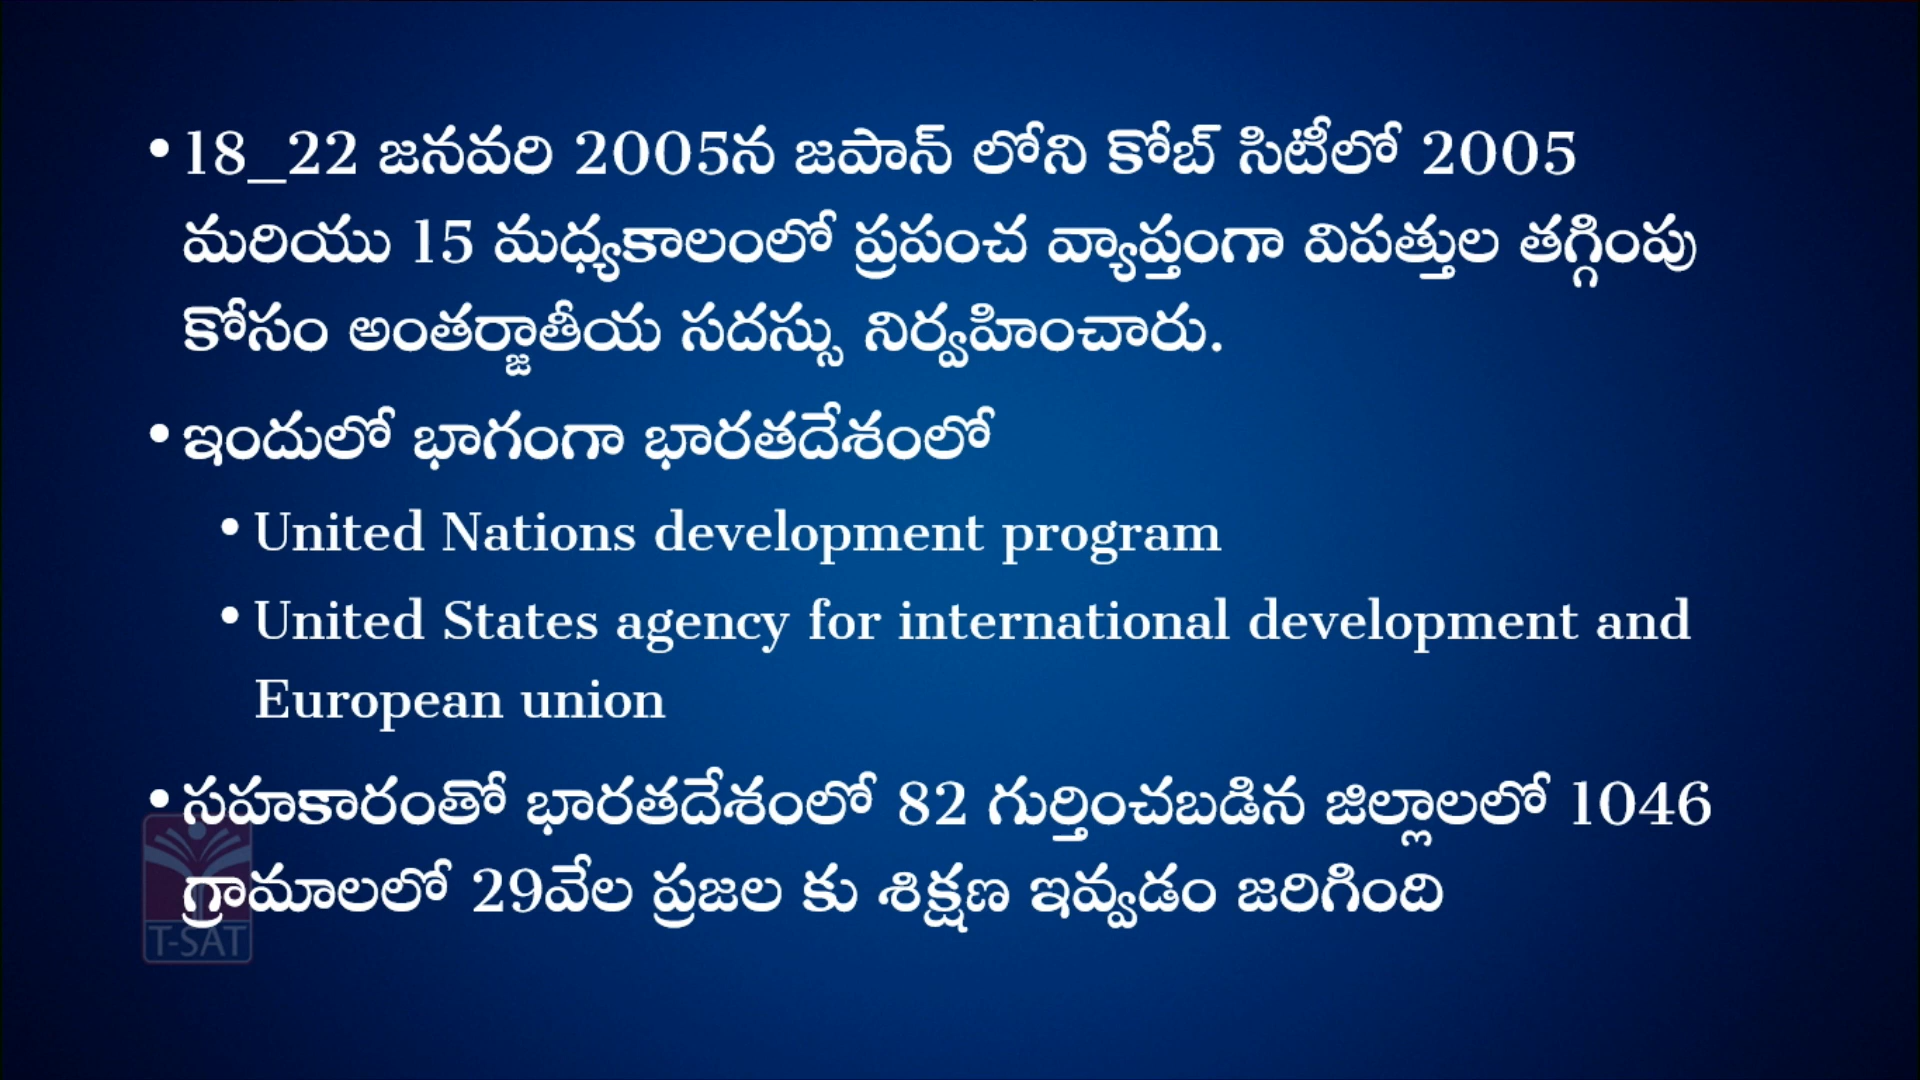 •18_22 జనవరి 2005న జపాన్ లోని కోబ్ సిటీలో 2005
మరియు 15 మధ్యకాలంలో ప్రపంచ వ్యాప్తంగా విపత్తుల తగ్గింపు
కోసం అంతర్జాతీయ సదస్సు నిర్వహించారు.
•ఇందులో భాగంగా భారతదేశంలో
•United Nations development program
•United States agency for international development and
European union
•సహకారంతో భారతదేశంలో 82 గుర్తించబడిన జిల్లాలలో 1046
గ్రామాలలో 29వేల ప్రజల కు శిక్షణ ఇవ్వడం జరిగింది
T-SAT